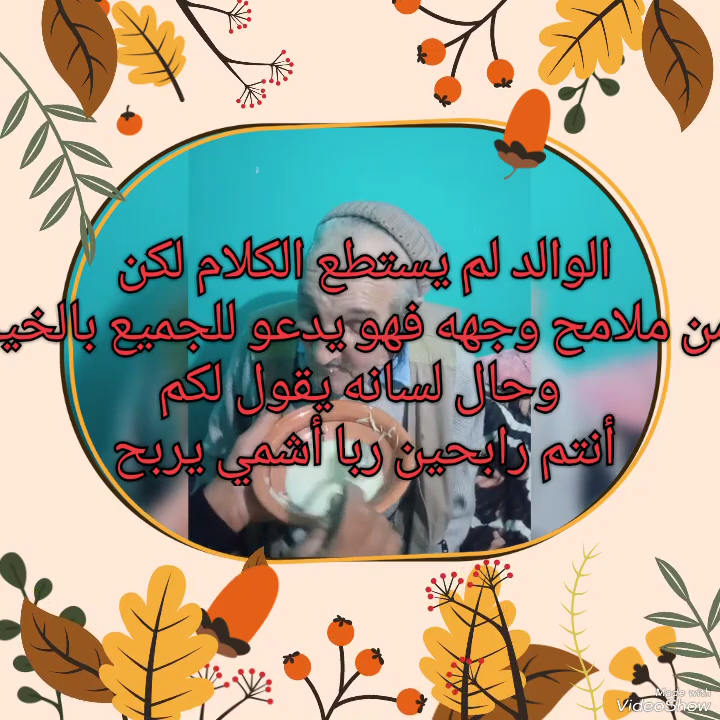 الوالد لم يستطع الكلام لكن
من ملامح وجهه فهو يدعو للجميع بالخير
وحال لسانه يقول لكم
أنتم رابحين ربا أشمي يربح
Made with
VideoShow